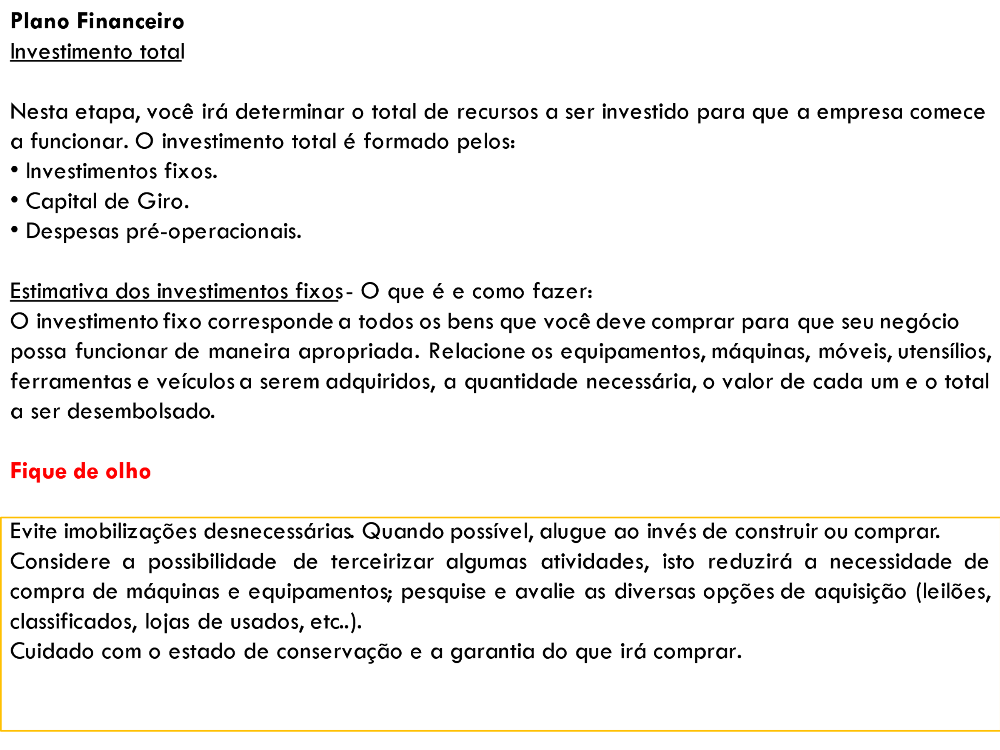 Plano Financeiro
Investimento total
Nesta etapa, você irá determinar o total de recursos a ser investido para que a empresa comece
a funcionar. O investimento total é formado pelos:
• Investimentos fixos.
• Capital de Giro.
• Despesas pré-operacionais.
Estimativa dos investimentos fixos- O que é e como fazer:
O investimento fixo corresponde a todos os bens que você deve comprar para que seu negócio
possa funcionar de maneira apropriada. Relacione os equipamentos, máquinas, móveis, utensílios,
ferramentas e veículos a serem adquiridos, a quantidade necessária, o valor de cada um e o total
a ser desembolsado.
Fique de olho
Evite imobilizações desnecessárias. Quando possível, alugue ao invés de construir ou comprar.
Considere a possibilidade de terceirizar algumas atividades, isto reduzirá a necessidade de
compra de máquinas e equipamentos; pesquise e avalie as diversas opções de aquisição (leilões,
classificados, lojas de usados, etc..).
Cuidado com o estado de conservação e a garantia do que irá comprar.